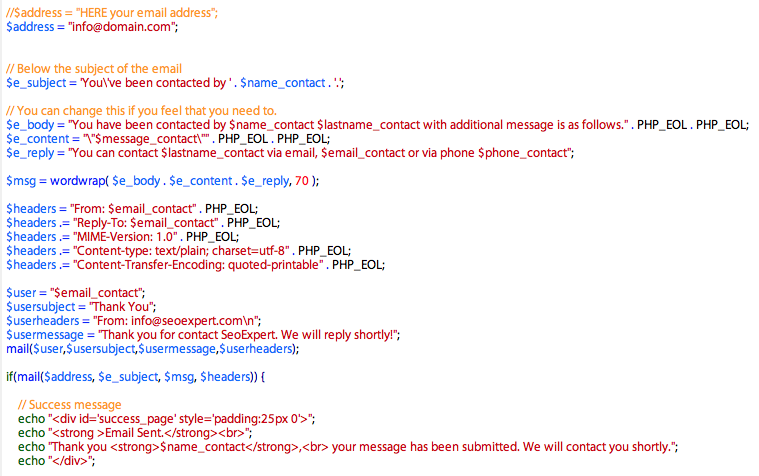 //$address = "HERE your email address";
$address = "info@domain.com";
// Below the subject of the email
$e_subject = 'You\'ve been contacted by ' . $name_contact . '.';
// You can change this if you feel that you need to.
$e_body = "You have been contacted by $name_contact $lastname_contact with additional message is as follows." . PHP_EOL . PHP_EOL;
$e_content = "\"$message_contact\"" . PHP_EOL . PHP_EOL;
$e_reply = "You can contact $lastname_contact via email, $email_contact or via phone $phone_contact";
$msg = wordwrap( $e_body . $e_content . $e_reply, 70 );
$headers = "From: $email_contact" . PHP_EOL;
$headers .= "Reply-To: $email_contact" . PHP_EOL;
$headers .= "MIME-Version: 1.0" . PHP_EOL;
$headers .= "Content-type: text/plain; charset=utf-8" . PHP_EOL;
$headers .= "Content-Transfer-Encoding: quoted-printable" . PHP_EOL;
$user = "$email_contact";
$usersubject = "Thank You";
$userheaders = "From: info@seoexpert.com\n";
$usermessage = "Thank you for contact SeoExpert. We will reply shortly!";
mail($user,$usersubject,$usermessage,$userheaders);
if(mail($address, $e_subject, $msg, $headers)) {
// Success message
echo "<div id='success_page' style='padding:25px 0'>";
echo "<strong >Email Sent.</strong><br>";
echo "Thank you <strong>$name_contact</strong>,<br> your message has been submitted. We will contact you shortly.";
echo "</div>";